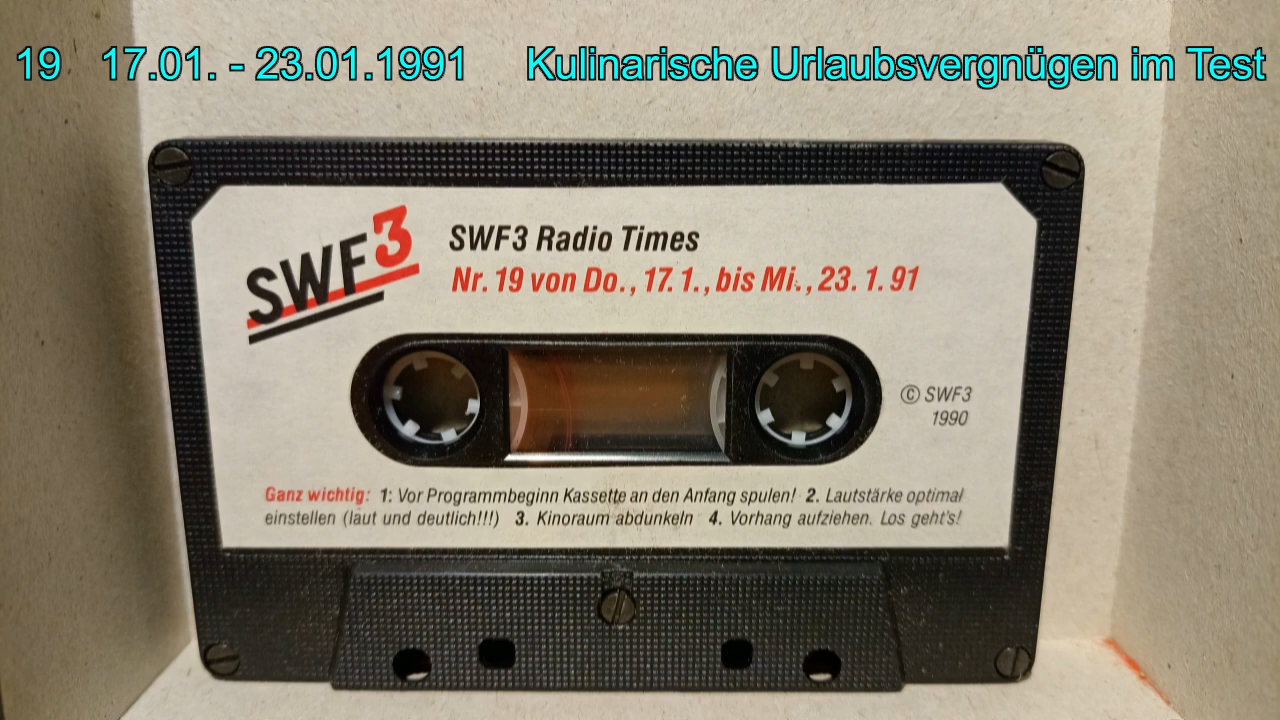 19 17.01. - 23.01.1991 Kulinarische Urlaubsvergnügen im Test
SWF3
SWF3 Radio Times
Nr. 19 von Do., 17. 1., bis Mi., 23. 1. 91
© SWF3
1990
Ganz wichtig: 1: Vor Programmbeginn Kassette an den Anfang spulen! 2. Lautstärke optimal
einstellen (laut und deutlich!!!) 3. Kinoraum abdunkeln 4. Vorhang aufziehen. Los geht's!